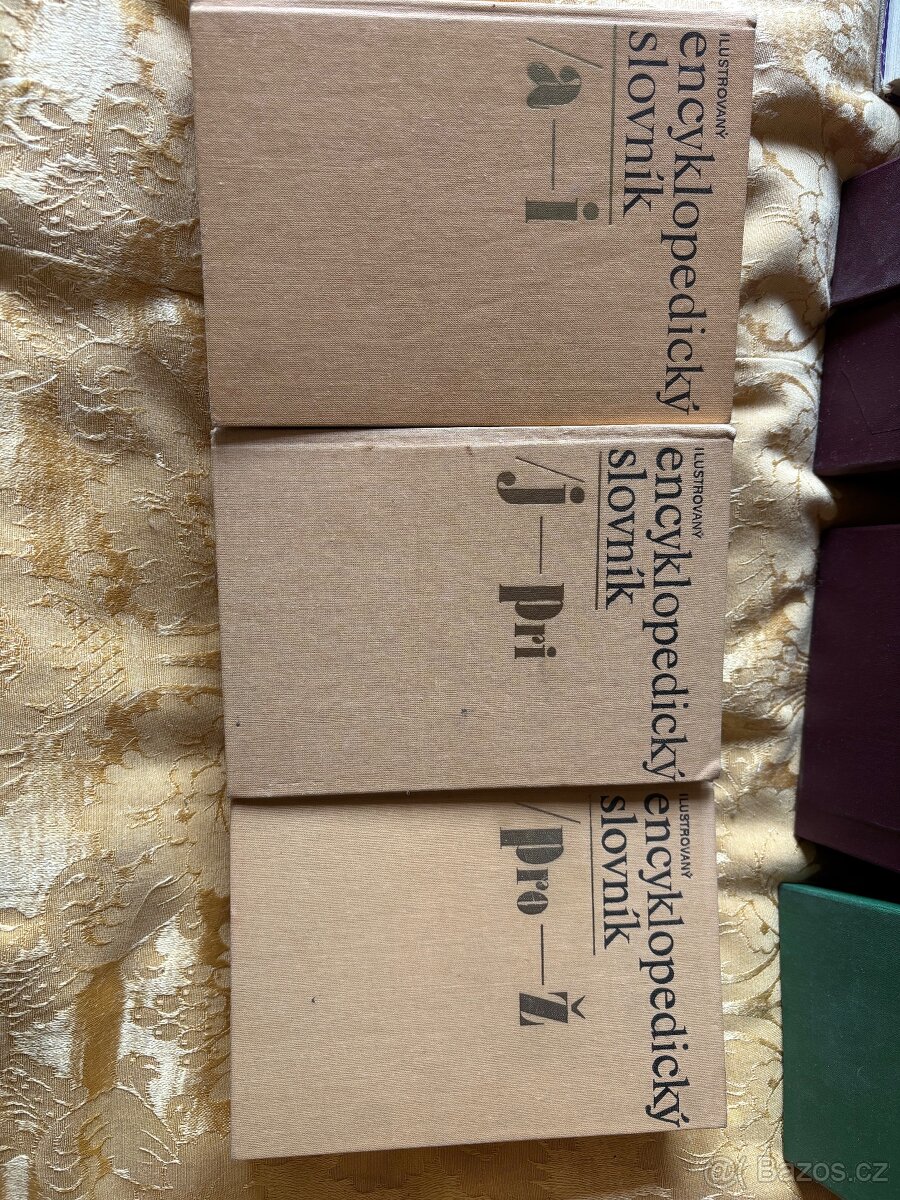 ILUSTROVANÝ
encyklopedický
slovník
/a—i
ILUSTROVANÝ
encyklopedický
slovník
/j—pri
ILUSTROVANÝ
encyklopedický
slovník
/pro—ž
Bazos.cz